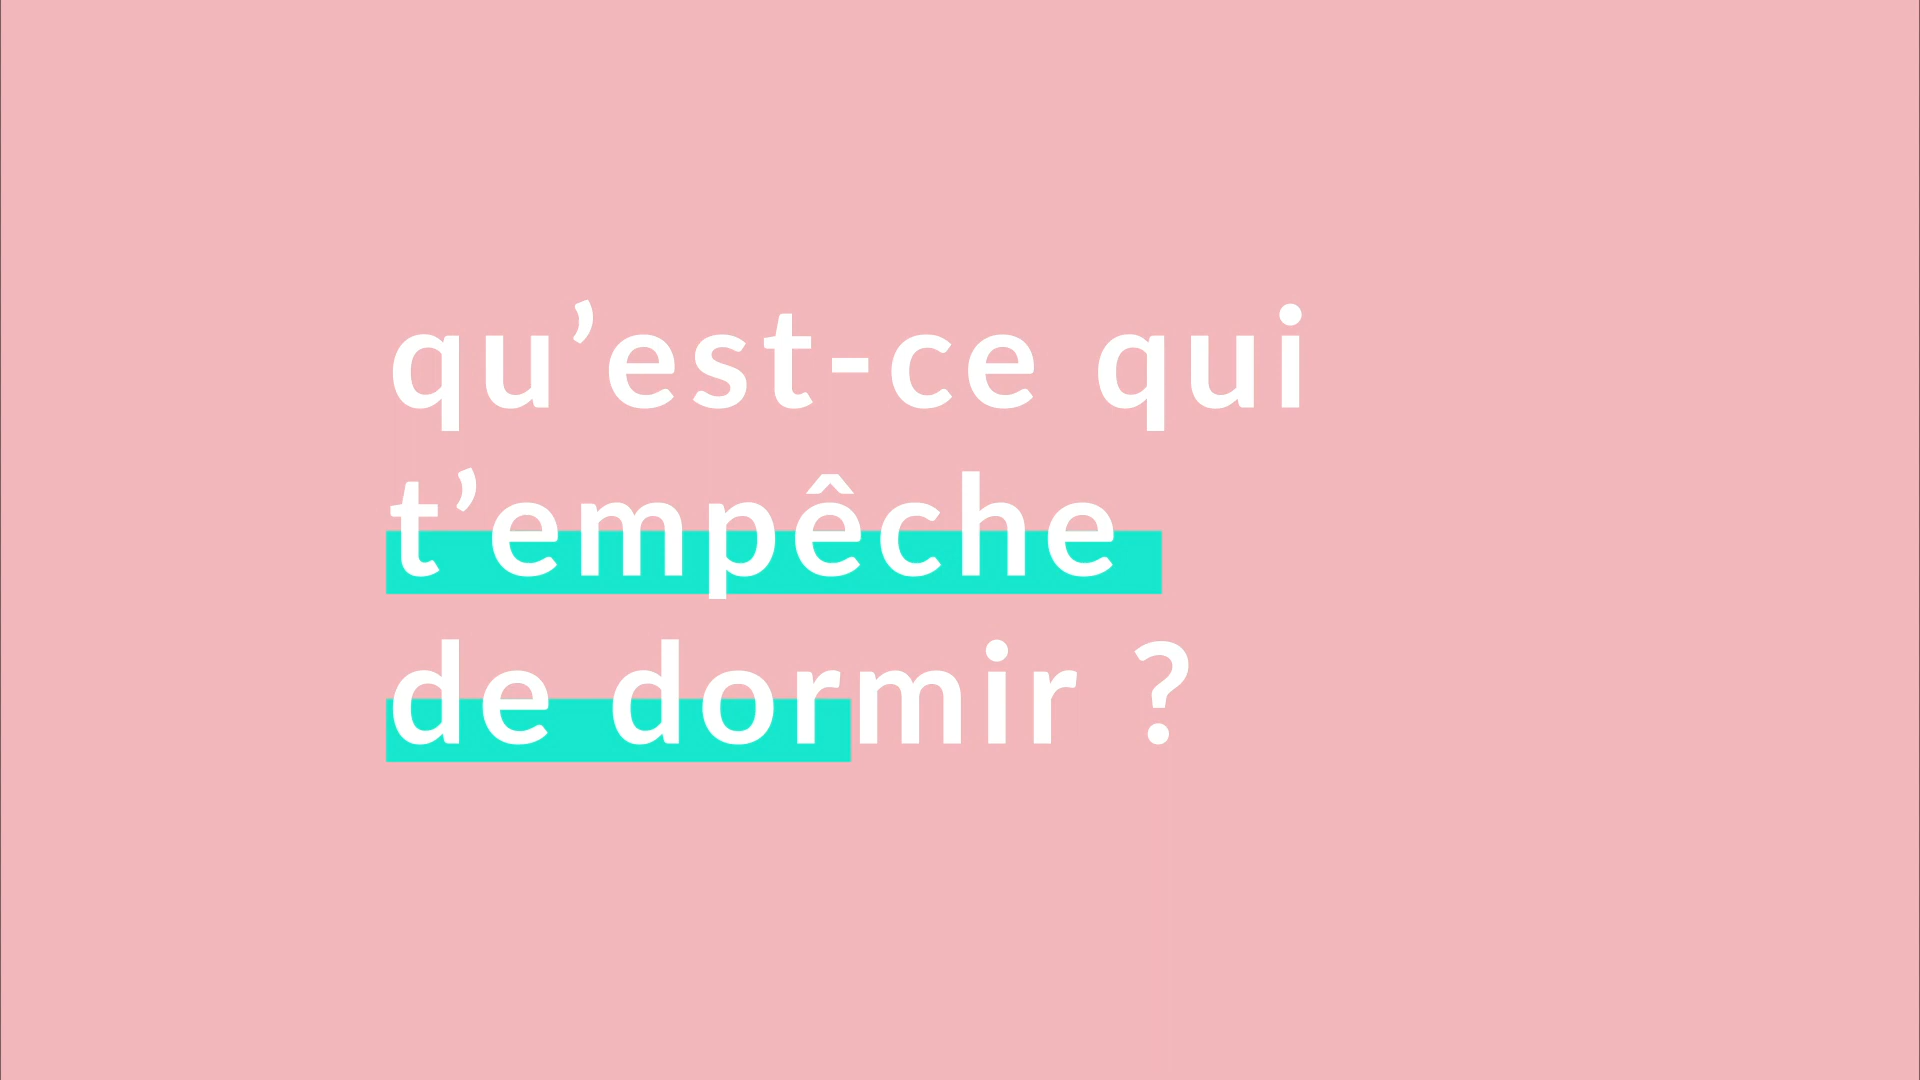 qu’est-ce qui
t’empêche
de dormir ?